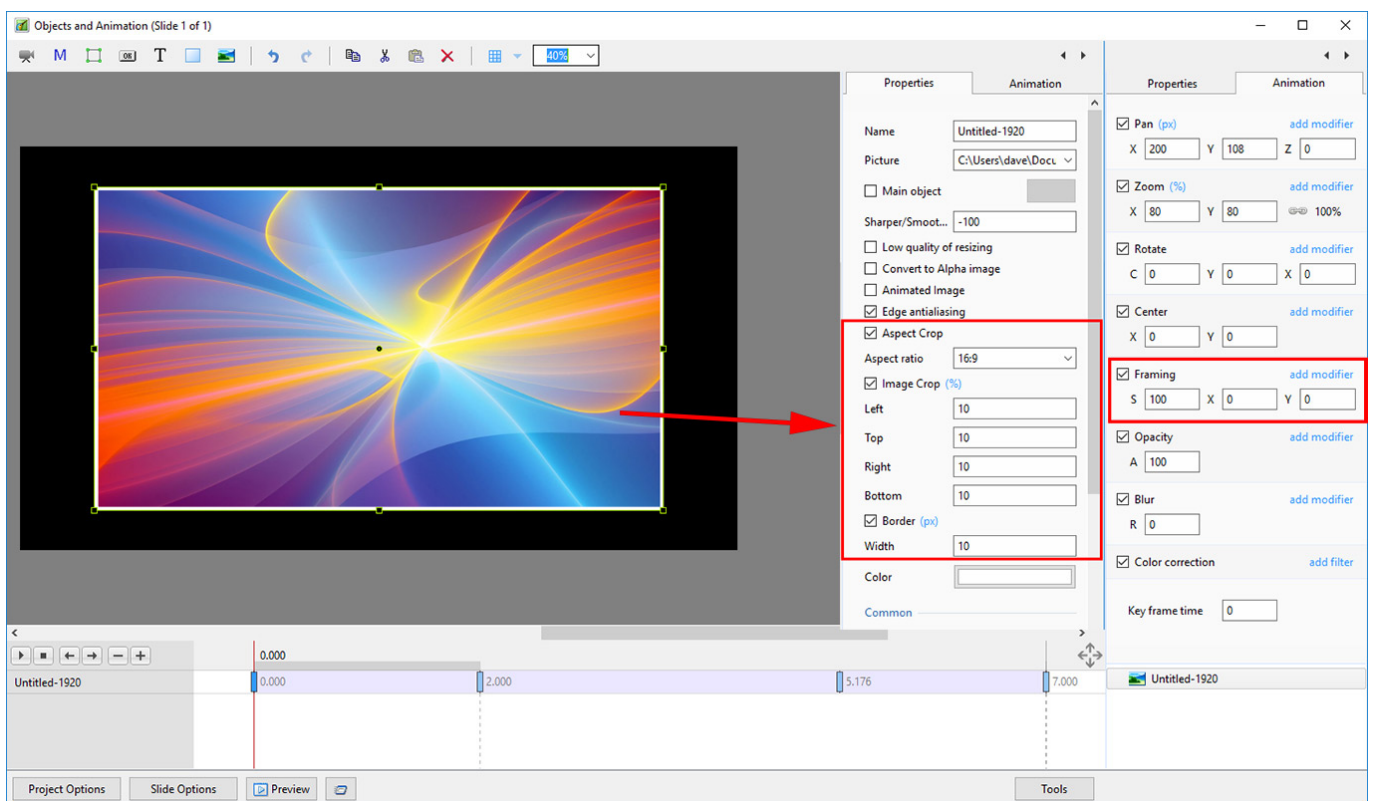 Objects and Animation (Slide 1 of 1)
M OK T 40%
Properties Animation
Name Untitled-1920
Picture C:\Users\dave\Docu
Main object
Sharper/Smoot... -100
Low quality of resizing
Convert to Alpha image
Animated Image
Edge antialiasing
Aspect Crop
Aspect ratio 16:9
Image Crop (%)
Left 10
Top 10
Right 10
Bottom 10
Border (px)
Width 10
Color
Common
Properties Animation
Pan (px) add modifier
X 200 Y 108 Z 0
Zoom (%) add modifier
X 80 Y 80 100%
Rotate add modifier
C 0 Y 0 X 0
Center add modifier
X 0 Y 0
Framing add modifier
S 100 X 0 Y 0
Opacity add modifier
A 100
Blur add modifier
R 0
Color correction add filter
Key frame time 0
0.000
Untitled-1920 0.000 2.000 5.176 7.000
Untitled-1920
Project Options Slide Options Preview Tools